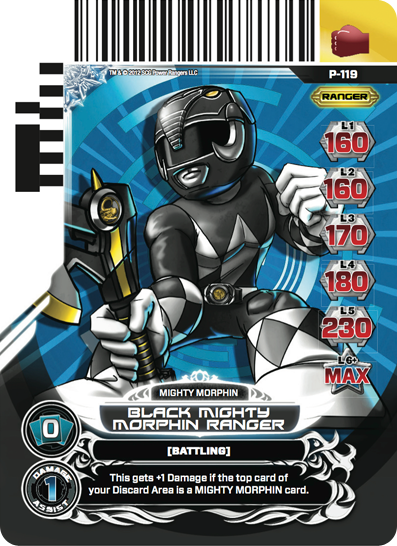 TM & © 2012 SCG Power Rangers LLC
P-119
RANGER
L1
160
L2
160
L3
170
L4
180
L5
230
L6+
MAX
MIGHTY MORPHIN
BLACK MIGHTY
MORPHIN RANGER
0
[BATTLING]
DAMAGE
1
ASSIST
This gets +1 Damage if the top card of
your Discard Area is a MIGHTY MORPHIN card.